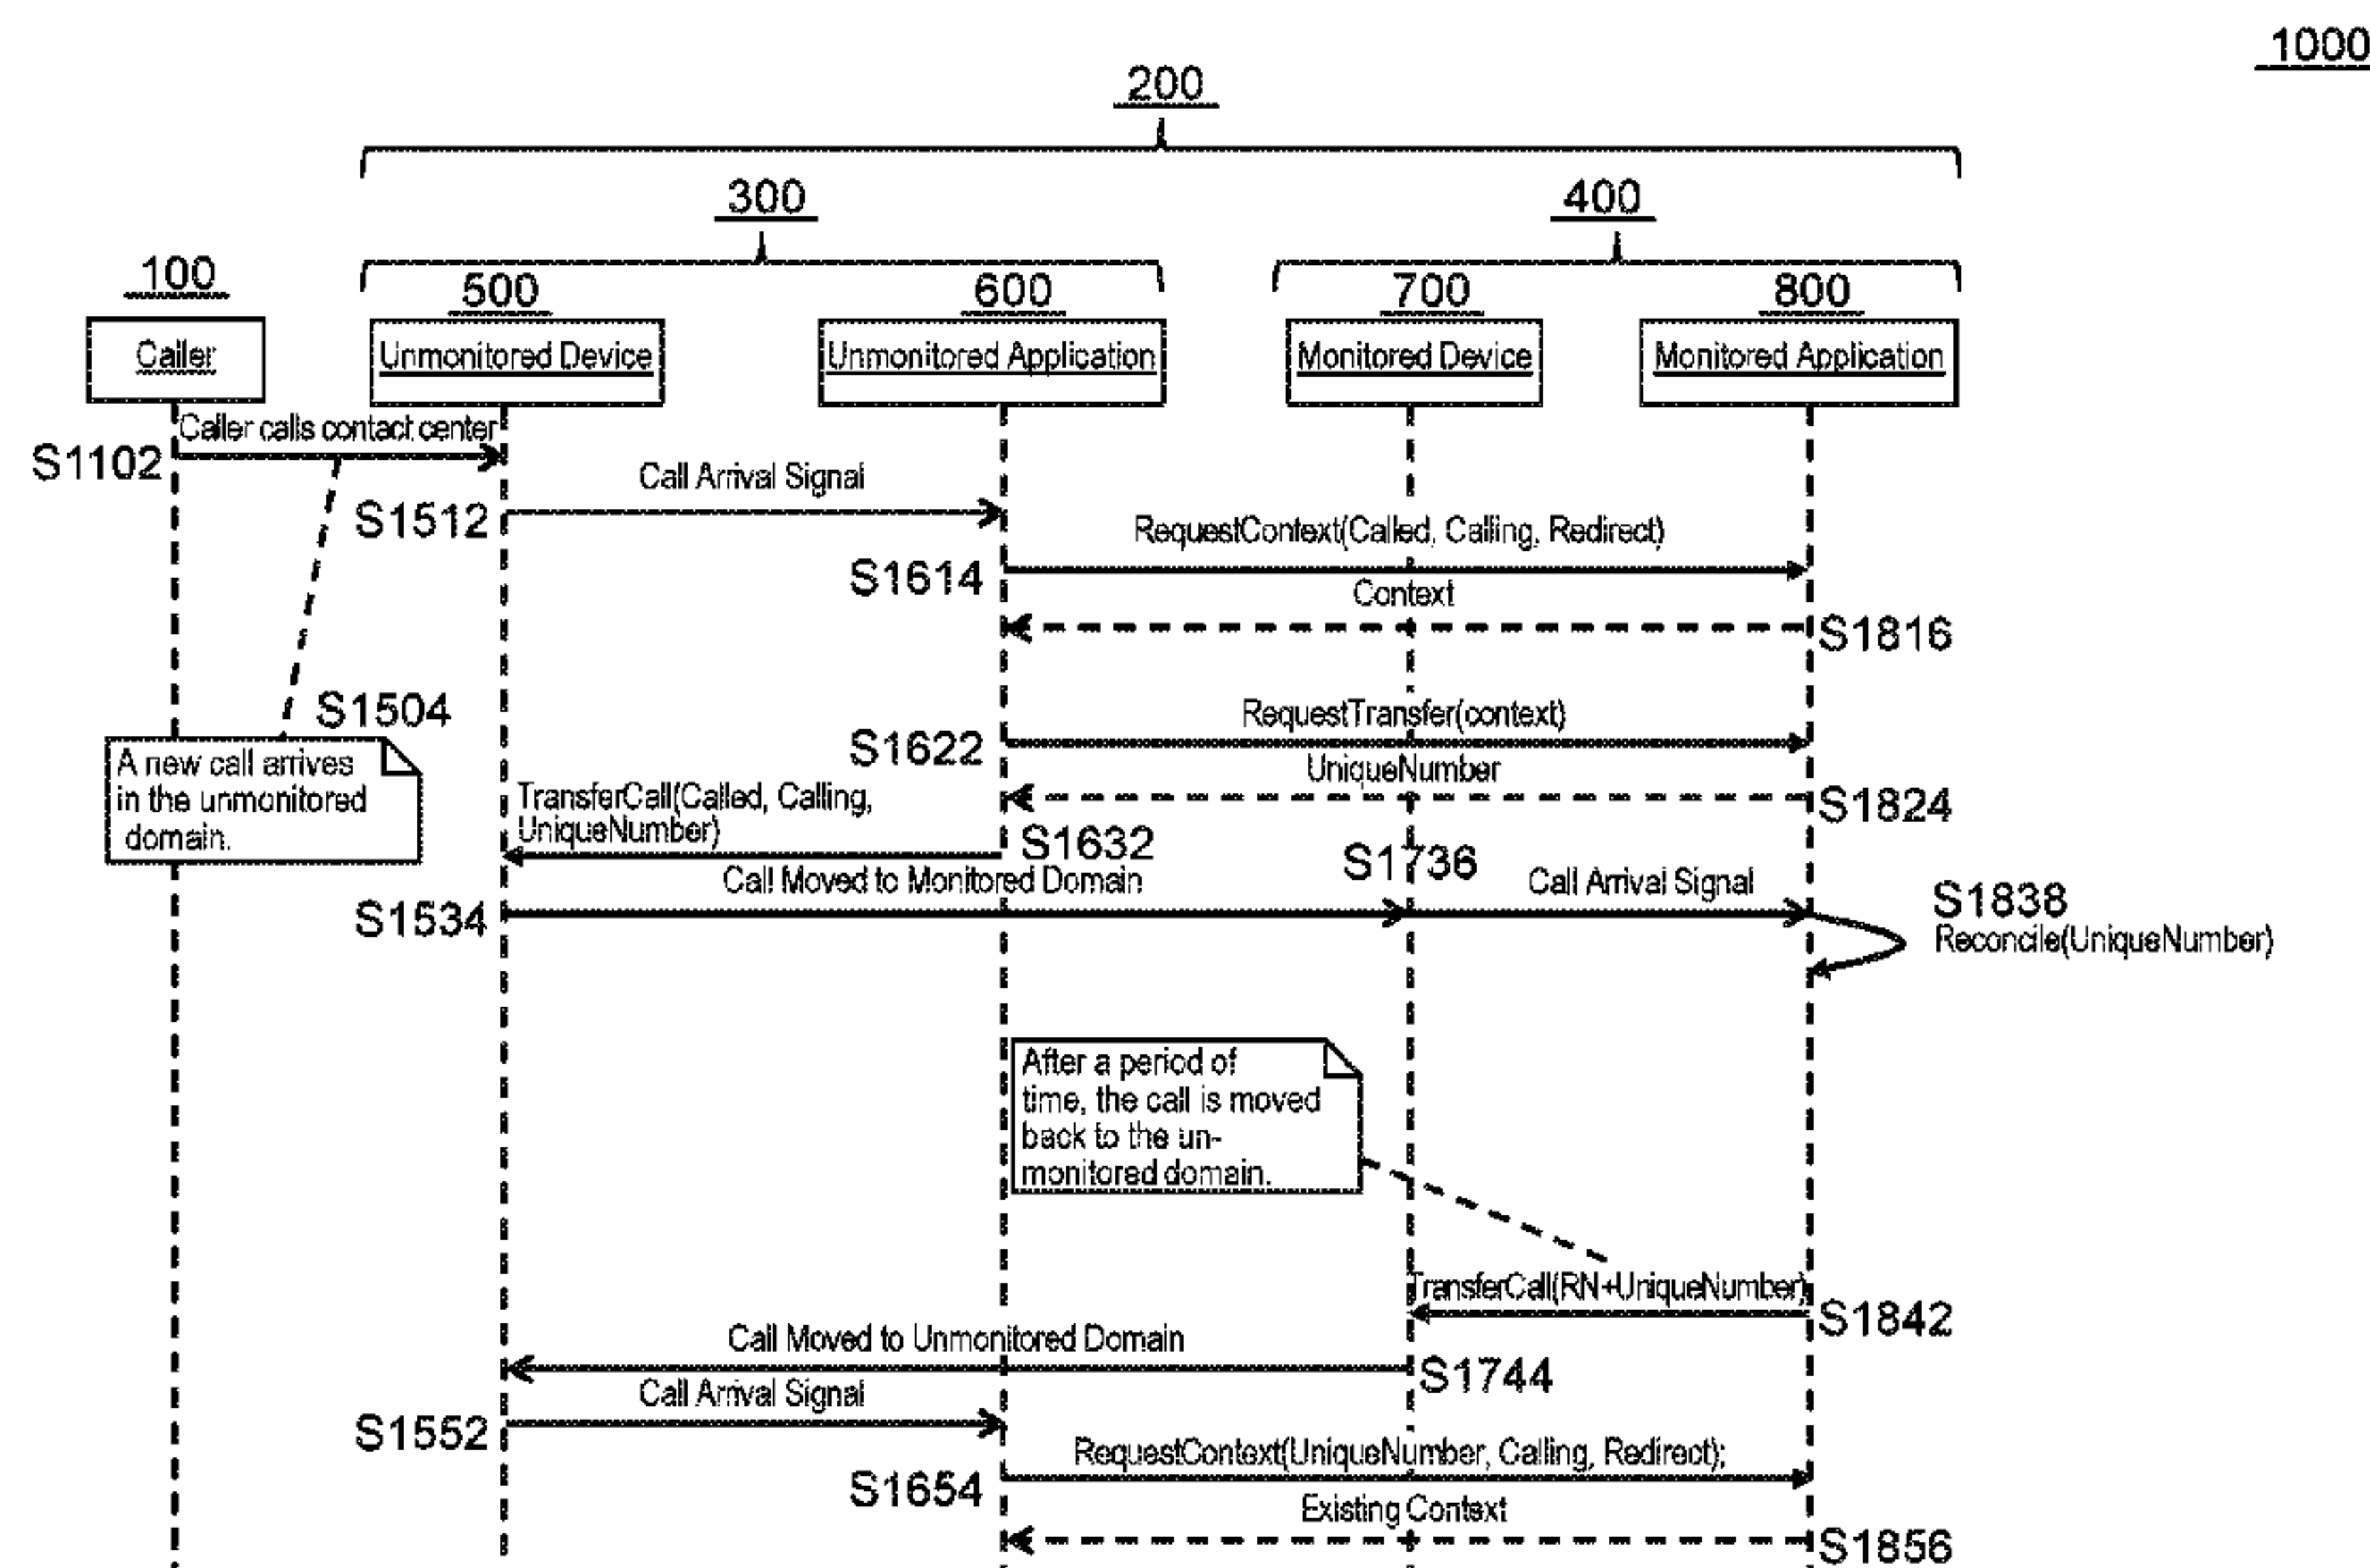 1000
200
300
400
100
500
600
700
800
Caller
Unmonitored Device
Unmonitored Application
Monitored Device
Monitored Application
Caller calls contact center
S1102
Call Arrival Signal
S1512
RequestContext(Called, Calling, Redirect)
S1614
Context
S1816
S1504
A new call arrives
in the unmonitored
domain.
RequestTransfer(context)
S1622
UniqueNumber
S1824
TransferCall(Called, Calling,
UniqueNumber)
S1632
Call Moved to Monitored Domain
S1534
S1736
Call Arrival Signal
S1838
Reconcile(UniqueNumber)
After a period of
time, the call is moved
back to the un-
monitored domain.
TransferCall(RN+UniqueNumber)
S1842
Call Moved to Unmonitored Domain
S1744
Call Arrival Signal
S1552
RequestContext(UniqueNumber, Calling, Redirect);
S1654
Existing Context
S1856